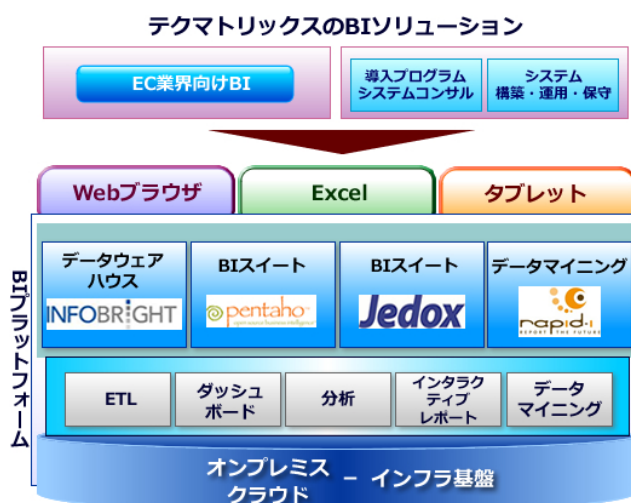 テクマトリックスのBIソリューション
EC業界向けBI
導入プログラム
システムコンサル
システム
構築・運用・保守
Webブラウザ
Excel
タブレット
BIプラットフォーム
データウェア
ハウス
INFOBRIGHT
BIスイート
pentaho
open source business intelligence
BIスイート
Jedox
データマイニング
rapid-i
REPORT THE FUTURE
ETL
ダッシュ
ボード
分析
インタラク
ティブ
レポート
データ
マイニング
オンプレミス
クラウド
－ インフラ基盤